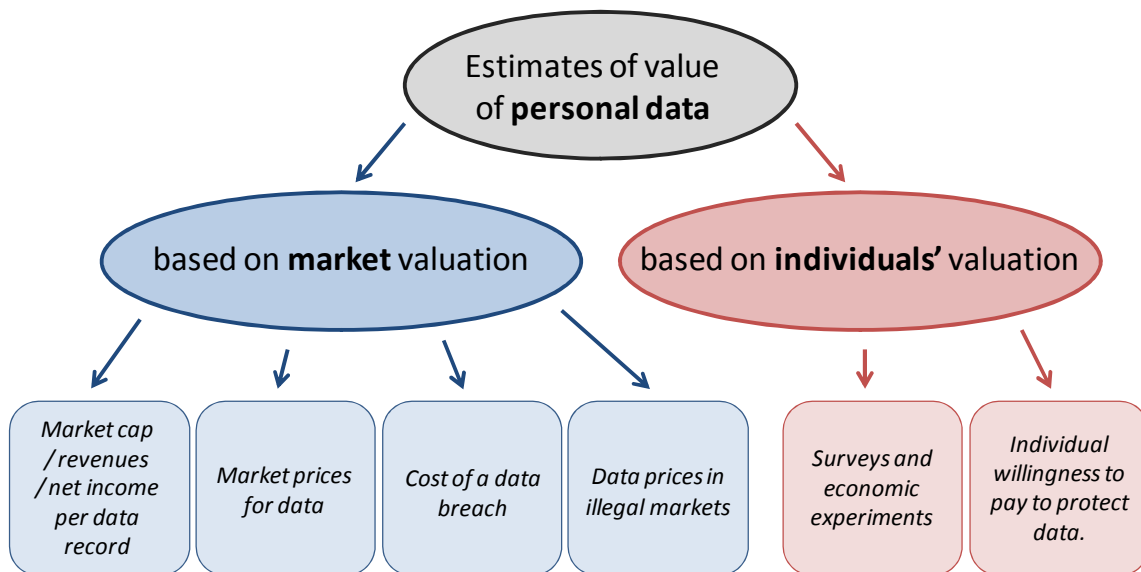 Estimates of value
of personal data
based on market valuation
based on individuals’ valuation
Market cap
/ revenues
/ net income
per data
record
Market prices
for data
Cost of a data
breach
Data prices in
illegal markets
Surveys and
economic
experiments
Individual
willingness to
pay to protect
data.